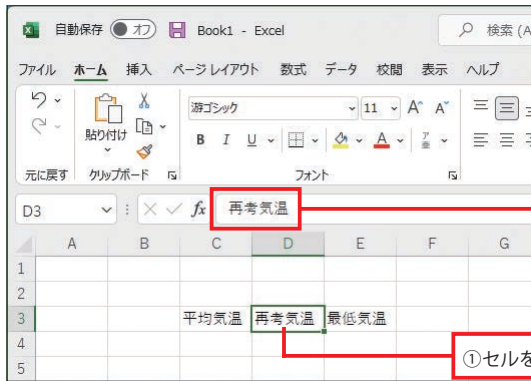 自動保存 オフ Book1 - Excel 検索 (A
ファイル ホーム 挿入 ページレイアウト 数式 データ 校閲 表示 ヘルプ
游ゴシック 11 A^ A˅
貼り付け B I U A ア亜
元に戻す クリップボード フォント
D3 fx 再考気温
A B C D E F G
1
2
3 平均気温 再考気温 最低気温
4
5
①セルを